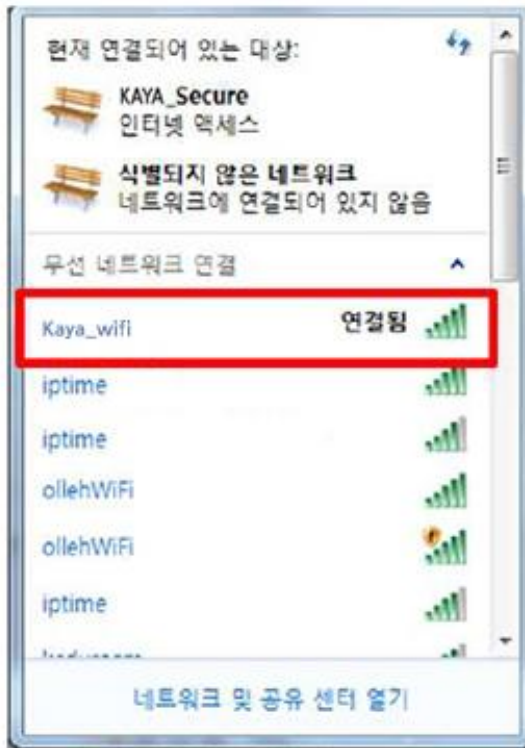 현재 연결되어 있는 대상:
KAYA_Secure
인터넷 액세스
식별되지 않은 네트워크
네트워크에 연결되어 있지 않음
무선 네트워크 연결
Kaya_wifi 연결됨
iptime
iptime
ollehWiFi
ollehWiFi
iptime
네트워크 및 공유 센터 열기